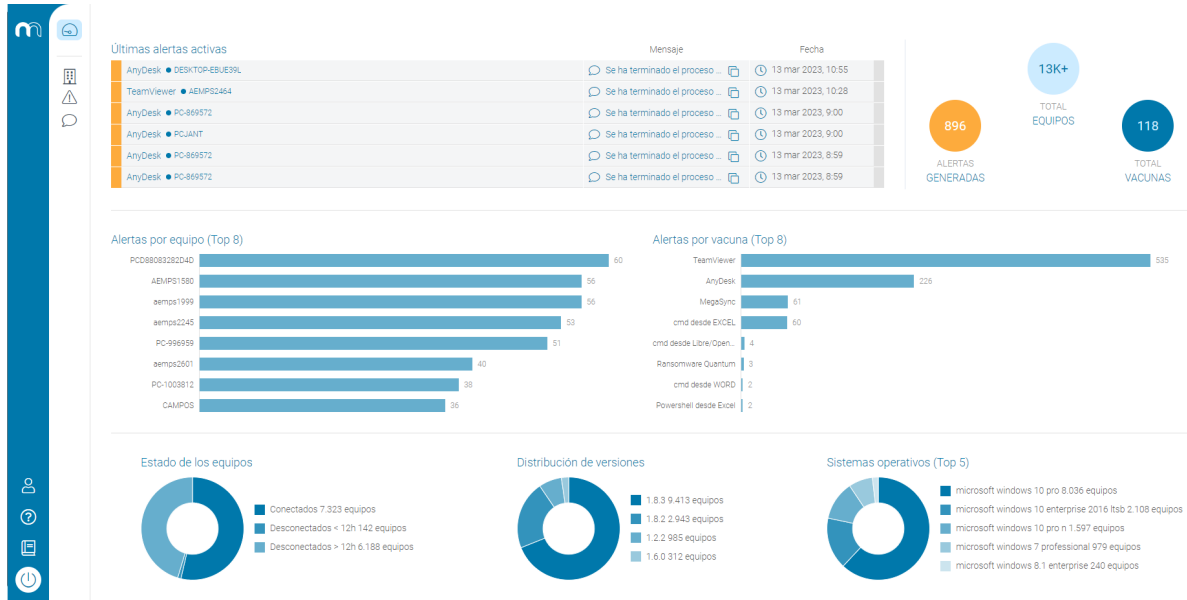 Últimas alertas activas Mensaje Fecha
AnyDesk DESKTOP-EBUE39L Se ha terminado el proceso ... 13 mar 2023, 10:55
TeamViewer AEMPS2464 Se ha terminado el proceso ... 13 mar 2023, 10:28
AnyDesk PC-869572 Se ha terminado el proceso ... 13 mar 2023, 9:00
AnyDesk PCJANT Se ha terminado el proceso ... 13 mar 2023, 9:00
AnyDesk PC-869572 Se ha terminado el proceso ... 13 mar 2023, 8:59
AnyDesk PC-869572 Se ha terminado el proceso ... 13 mar 2023, 8:59
13K+
TOTAL
EQUIPOS
896
ALERTAS
GENERADAS
118
TOTAL
VACUNAS
Alertas por equipo (Top 8)
PCD88083282D4D 60
AEMPS1580 56
aemps1999 56
aemps2245 53
PC-996959 51
aemps2601 40
PC-1003812 38
CAMPOS 36
Alertas por vacuna (Top 8)
TeamViewer 535
AnyDesk 226
MegaSync 61
cmd desde EXCEL 60
cmd desde Libre/Open... 4
Ransomware Quantum 3
cmd desde WORD 2
Powershell desde Excel 2
Estado de los equipos
Conectados 7.323 equipos
Desconectados < 12h 142 equipos
Desconectados > 12h 6.188 equipos
Distribución de versiones
1.8.3 9.413 equipos
1.8.2 2.943 equipos
1.2.2 985 equipos
1.6.0 312 equipos
Sistemas operativos (Top 5)
microsoft windows 10 pro 8.036 equipos
microsoft windows 10 enterprise 2016 ltsb 2.108 equipos
microsoft windows 10 pro n 1.597 equipos
microsoft windows 7 professional 979 equipos
microsoft windows 8.1 enterprise 240 equipos